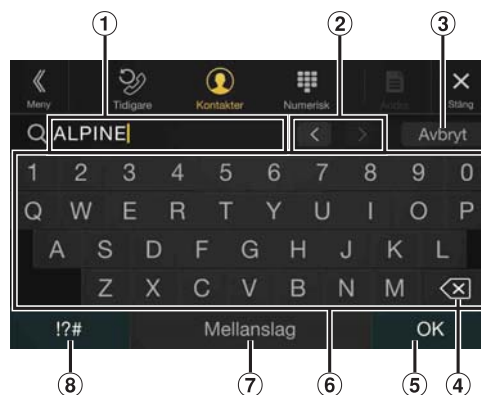 ① ② ③
Meny Tidigare Kontakter Numerisk Ändra Stäng
ALPINE < > Avbryt
1 2 3 4 5 6 7 8 9 0
Q W E R T Y U I O P
A S D F G H J K L
Z X C V B N M
!?# Mellanslag OK
⑧ ⑦ ⑥ ⑤ ④